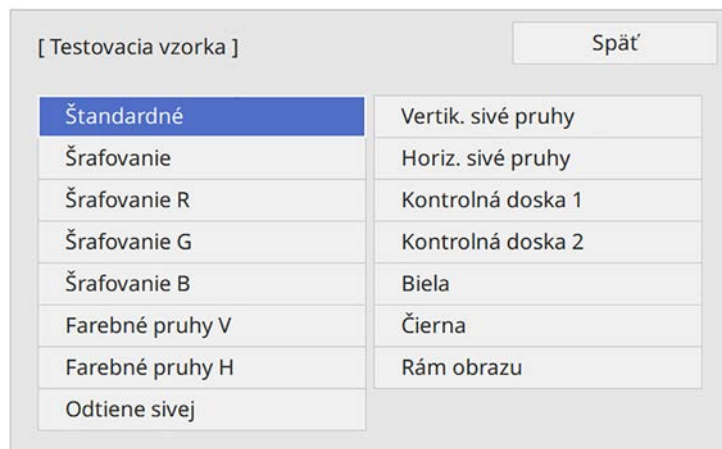 [ Testovacia vzorka ]
Späť
Štandardné
Šrafovanie
Šrafovanie R
Šrafovanie G
Šrafovanie B
Farebné pruhy V
Farebné pruhy H
Odtiene sivej
Vertik. sivé pruhy
Horiz. sivé pruhy
Kontrolná doska 1
Kontrolná doska 2
Biela
Čierna
Rám obrazu